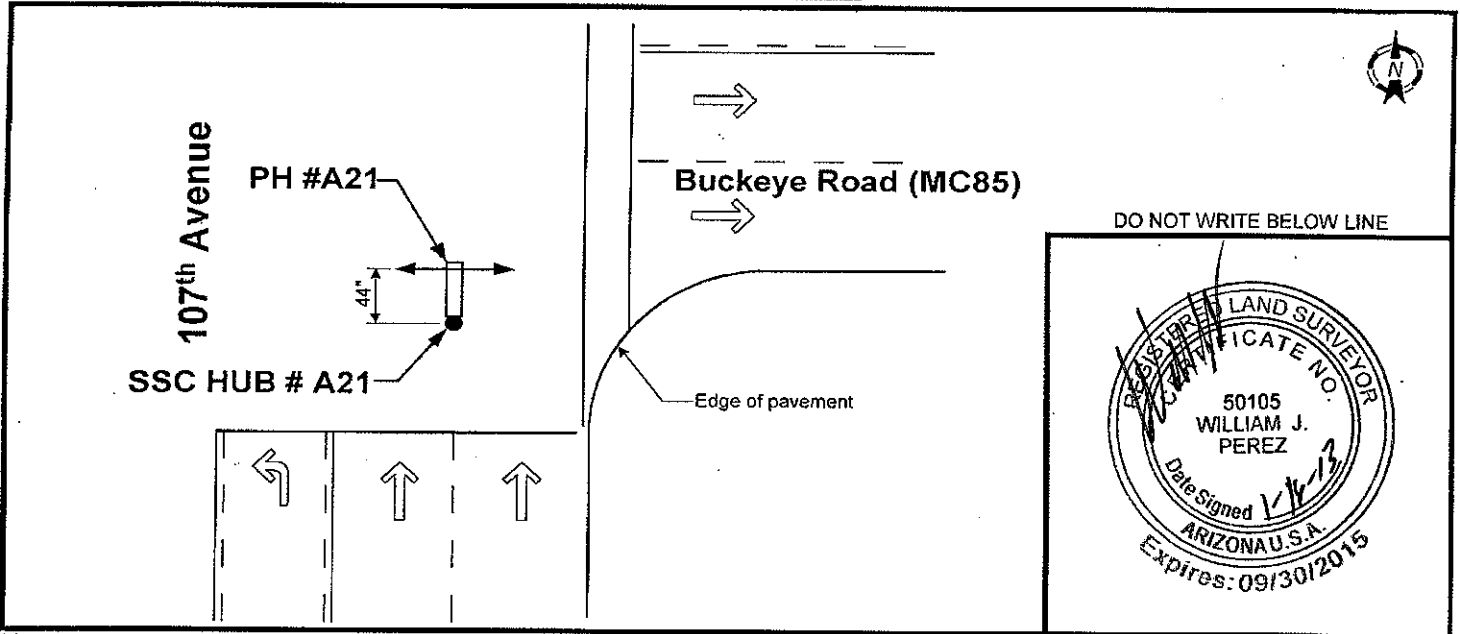 N
107th Avenue
PH #A21
Buckeye Road (MC85)
44"
SSC HUB # A21
Edge of pavement
DO NOT WRITE BELOW LINE
REGISTERED LAND SURVEYOR
CERTIFICATE NO.
50105
WILLIAM J.
PEREZ
Date Signed
ARIZONA U.S.A.
Expires: 09/30/2015